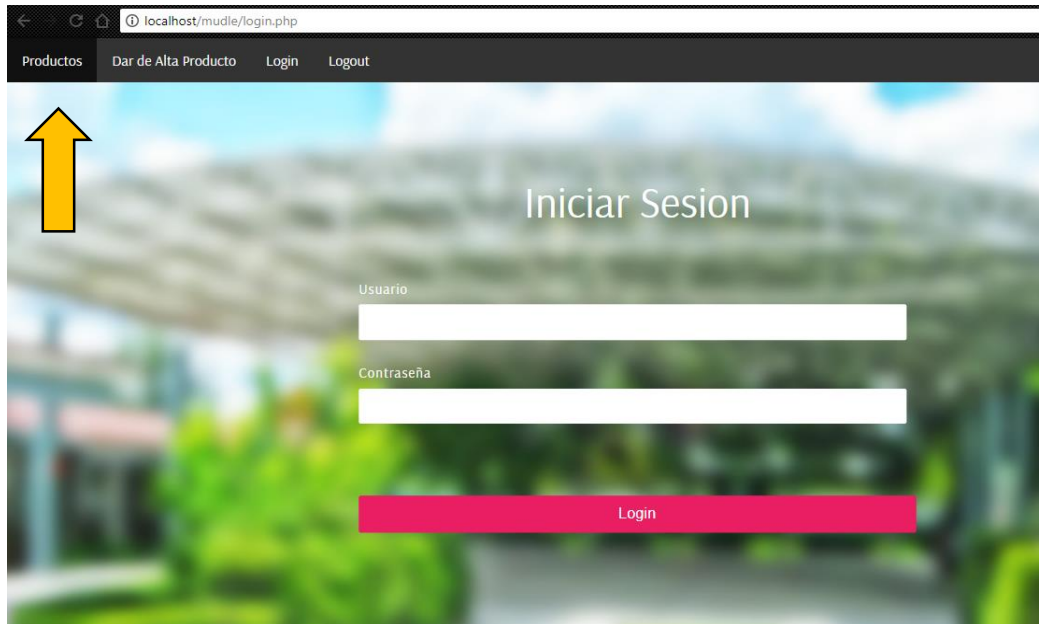 localhost/mudle/login.php
Productos Dar de Alta Producto Login Logout
Iniciar Sesion
Usuario
Contraseña
Login